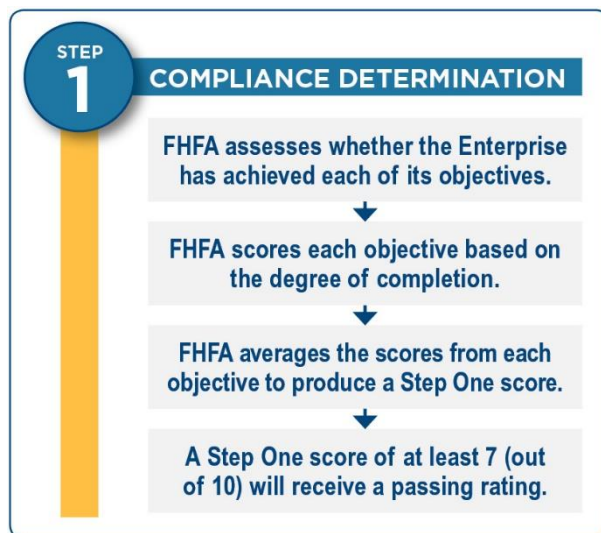 STEP
1
COMPLIANCE DETERMINATION
FHFA assesses whether the Enterprise
has achieved each of its objectives.
FHFA scores each objective based on
the degree of completion.
FHFA averages the scores from each
objective to produce a Step One score.
A Step One score of at least 7 (out
of 10) will receive a passing rating.